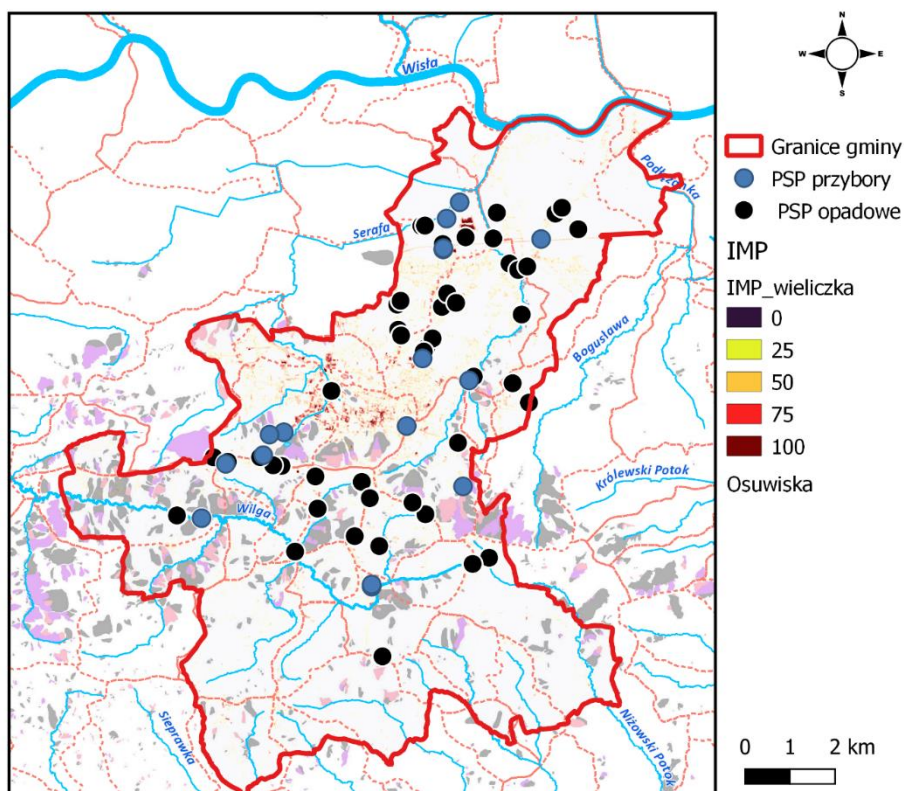 Wisła
Podłężanka
Serafa
Bogusława
Królewski Potok
Wilga
Sieprawka
Niżowski Potok
N
W E
S
Granice gminy
PSP przybory
PSP opadowe
IMP
IMP_wieliczka
0
25
50
75
100
Osuwiska
0 1 2 km